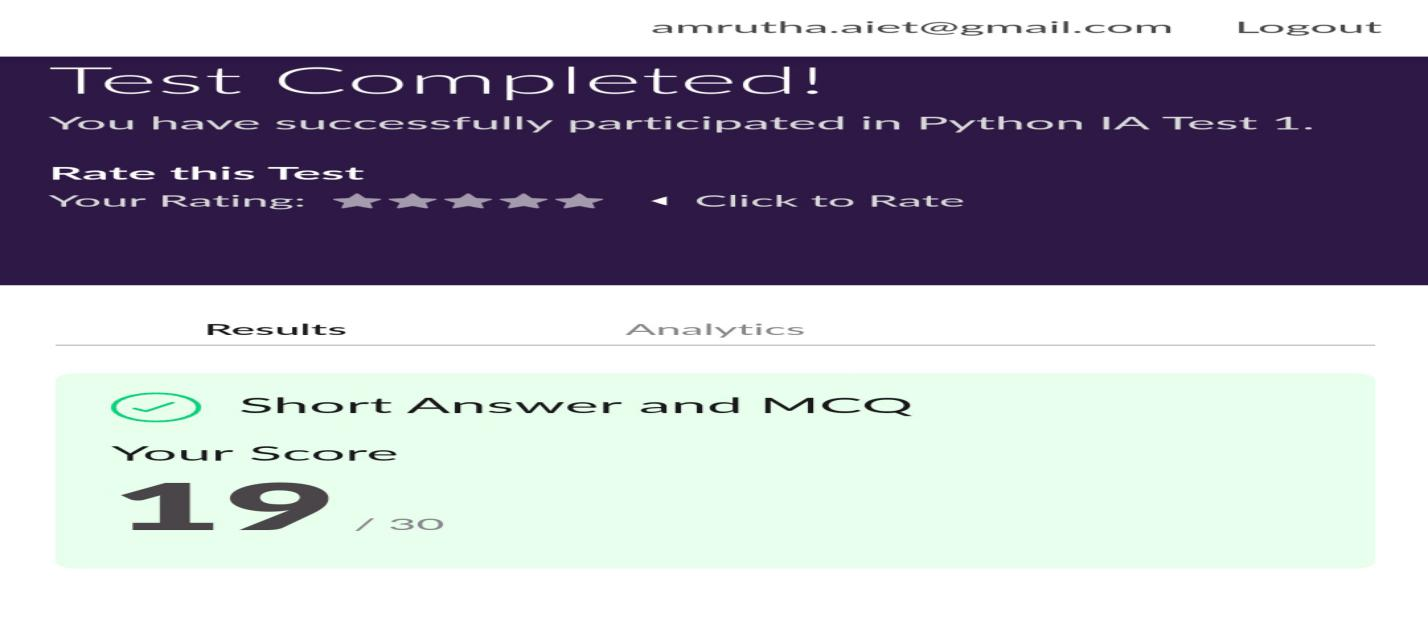 amrutha.aiet@gmail.com Logout
Test Completed!
You have successfully participated in Python IA Test 1.
Rate this Test
Your Rating: Click to Rate
Results Analytics
Short Answer and MCQ
Your Score
19 / 30